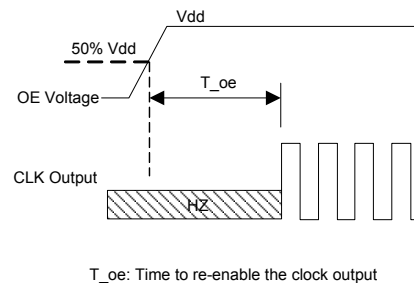 Vdd
50% Vdd
T_oe
OE Voltage
CLK Output
HZ
T_oe: Time to re-enable the clock output